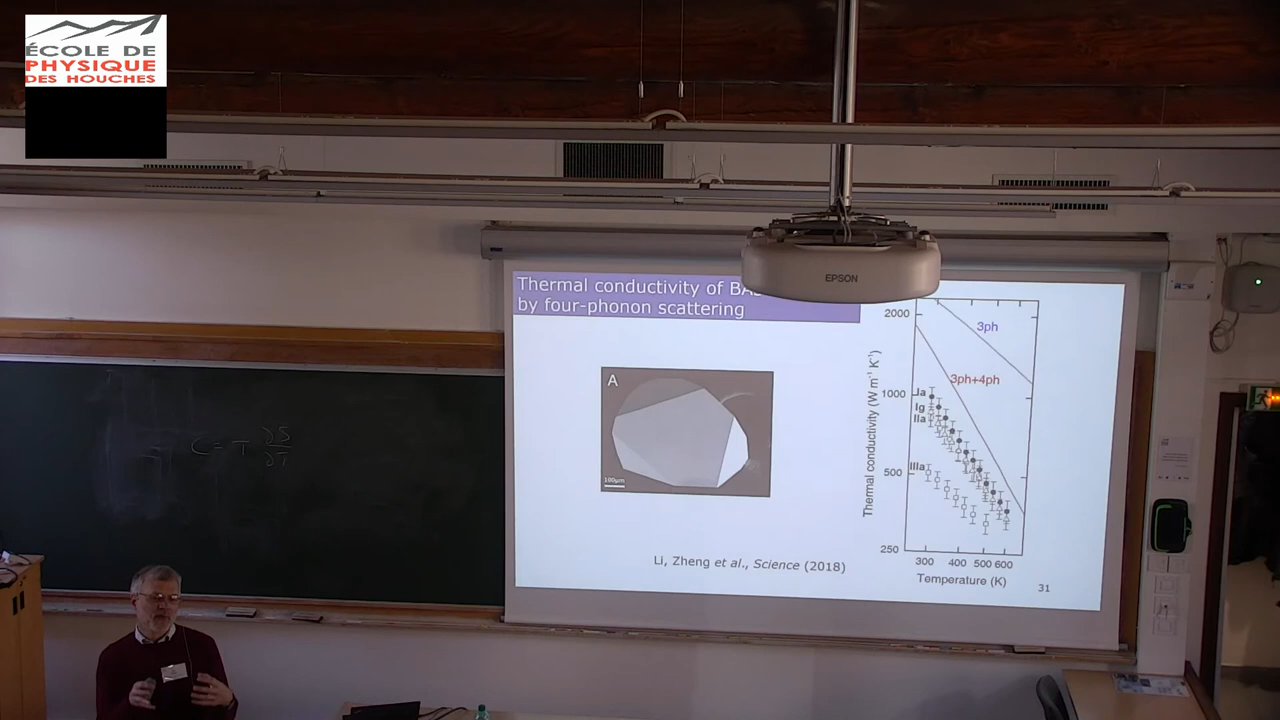 ÉCOLE DE
PHYSIQUE
DES HOUCHES
EPSON
Thermal conductivity of
by four-phonon scattering
A
100μm
Li, Zheng et al., Science (2018)
Thermal conductivity (W m⁻¹ K⁻¹)
2000
1000
500
250
3ph
3ph+4ph
Ia
Ig
IIa
IIIa
300 400 500 600
Temperature (K)
31
C = T ∂S
∂T